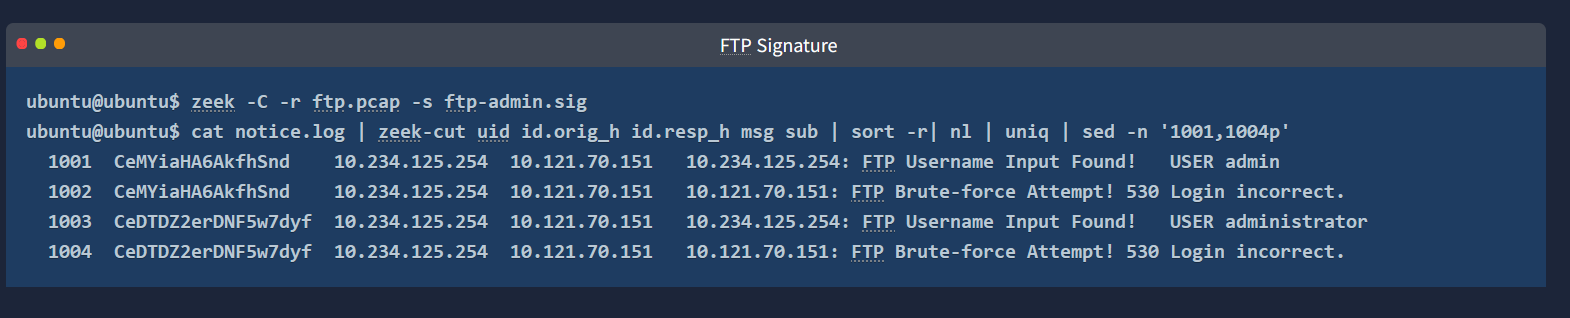 FTP Signature
ubuntu@ubuntu$ zeek -C -r ftp.pcap -s ftp-admin.sig
ubuntu@ubuntu$ cat notice.log | zeek-cut uid id.orig_h id.resp_h msg sub | sort -r| nl | uniq | sed -n '1001,1004p'
1001 CeMYiaHA6AkfhSnd 10.234.125.254 10.121.70.151 10.234.125.254: FTP Username Input Found! USER admin
1002 CeMYiaHA6AkfhSnd 10.234.125.254 10.121.70.151 10.121.70.151: FTP Brute-force Attempt! 530 Login incorrect.
1003 CeDTDZ2erDNF5w7dyf 10.234.125.254 10.121.70.151 10.234.125.254: FTP Username Input Found! USER administrator
1004 CeDTDZ2erDNF5w7dyf 10.234.125.254 10.121.70.151 10.121.70.151: FTP Brute-force Attempt! 530 Login incorrect.